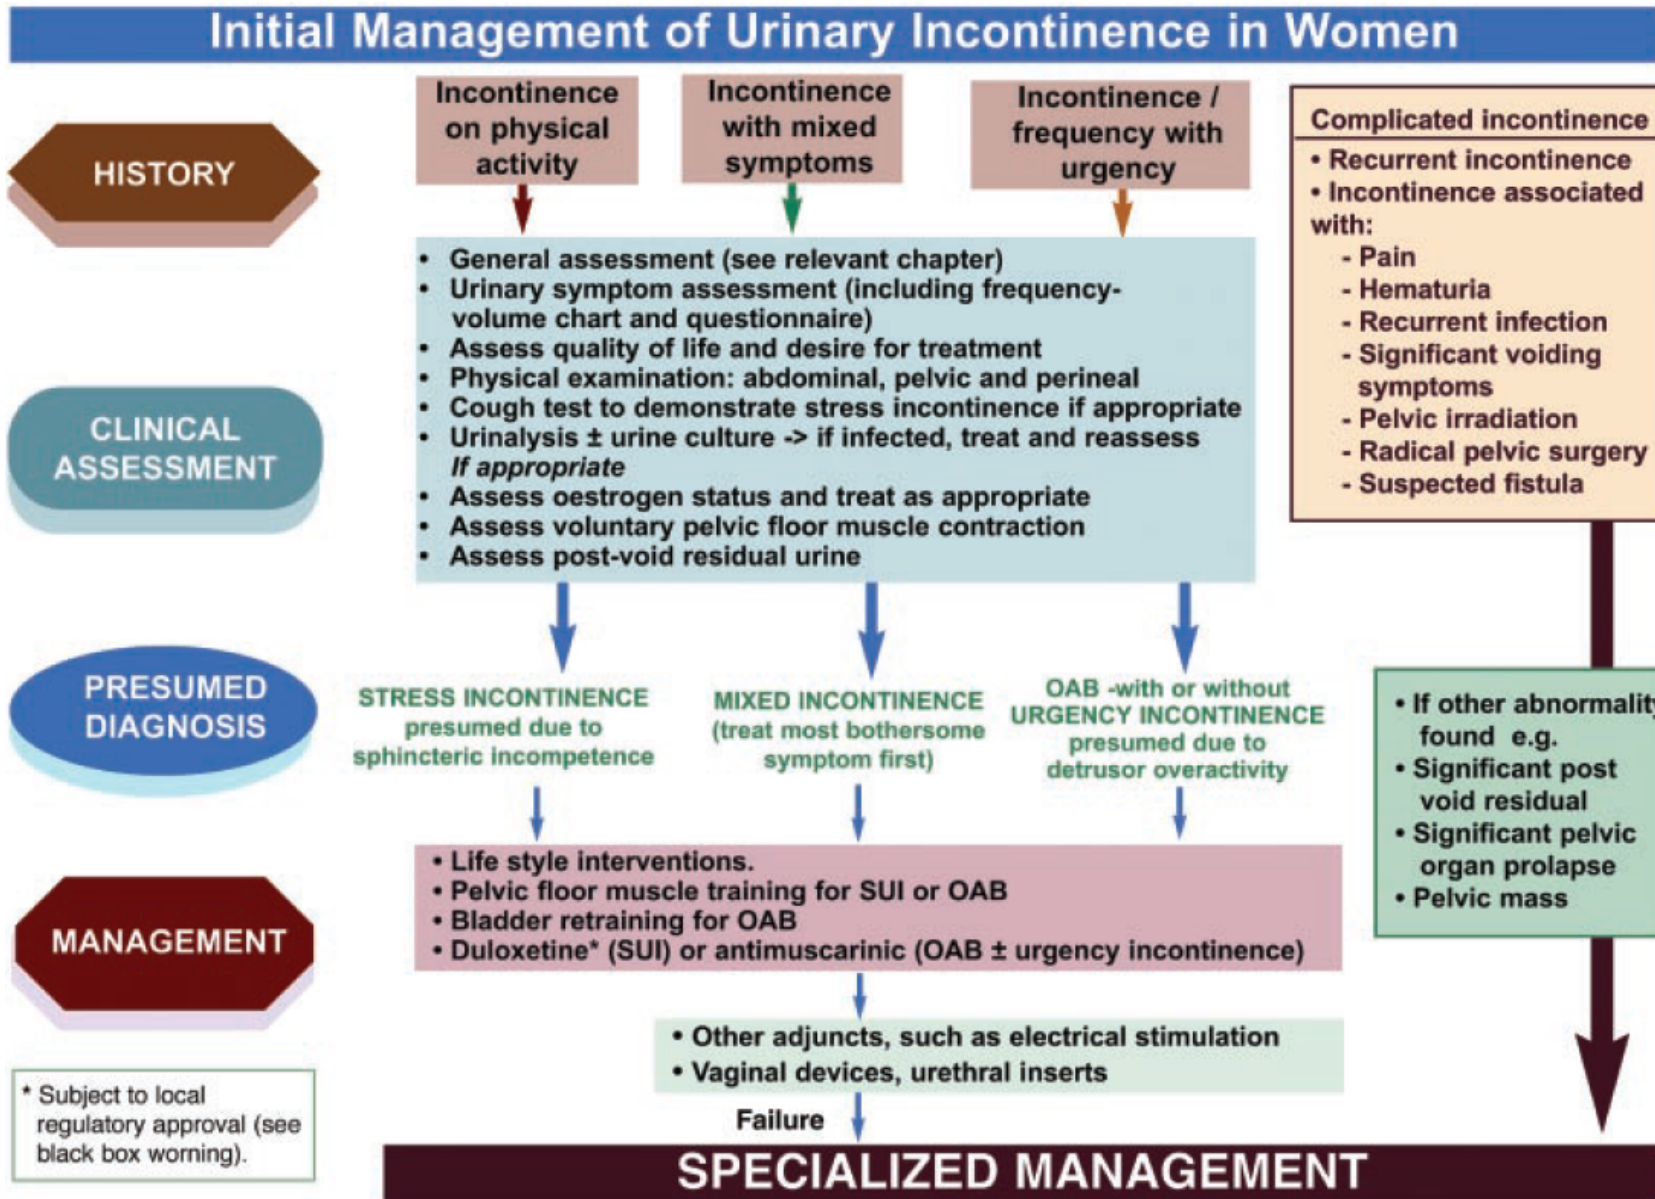 Initial Management of Urinary Incontinence in Women
HISTORY
Incontinence
on physical
activity
Incontinence
with mixed
symptoms
Incontinence /
frequency with
urgency
Complicated incontinence
• Recurrent incontinence
• Incontinence associated
with:
- Pain
- Hematuria
- Recurrent infection
- Significant voiding
symptoms
- Pelvic irradiation
- Radical pelvic surgery
- Suspected fistula
CLINICAL
ASSESSMENT
• General assessment (see relevant chapter)
• Urinary symptom assessment (including frequency-
volume chart and questionnaire)
• Assess quality of life and desire for treatment
• Physical examination: abdominal, pelvic and perineal
• Cough test to demonstrate stress incontinence if appropriate
• Urinalysis ± urine culture -> if infected, treat and reassess
If appropriate
• Assess oestrogen status and treat as appropriate
• Assess voluntary pelvic floor muscle contraction
• Assess post-void residual urine
PRESUMED
DIAGNOSIS
STRESS INCONTINENCE
presumed due to
sphincteric incompetence
MIXED INCONTINENCE
(treat most bothersome
symptom first)
OAB -with or without
URGENCY INCONTINENCE
presumed due to
detrusor overactivity
• If other abnormality
found e.g.
• Significant post
void residual
• Significant pelvic
organ prolapse
• Pelvic mass
MANAGEMENT
• Life style interventions.
• Pelvic floor muscle training for SUI or OAB
• Bladder retraining for OAB
• Duloxetine* (SUI) or antimuscarinic (OAB ± urgency incontinence)
• Other adjuncts, such as electrical stimulation
• Vaginal devices, urethral inserts
* Subject to local
regulatory approval (see
black box worning).
Failure
SPECIALIZED MANAGEMENT